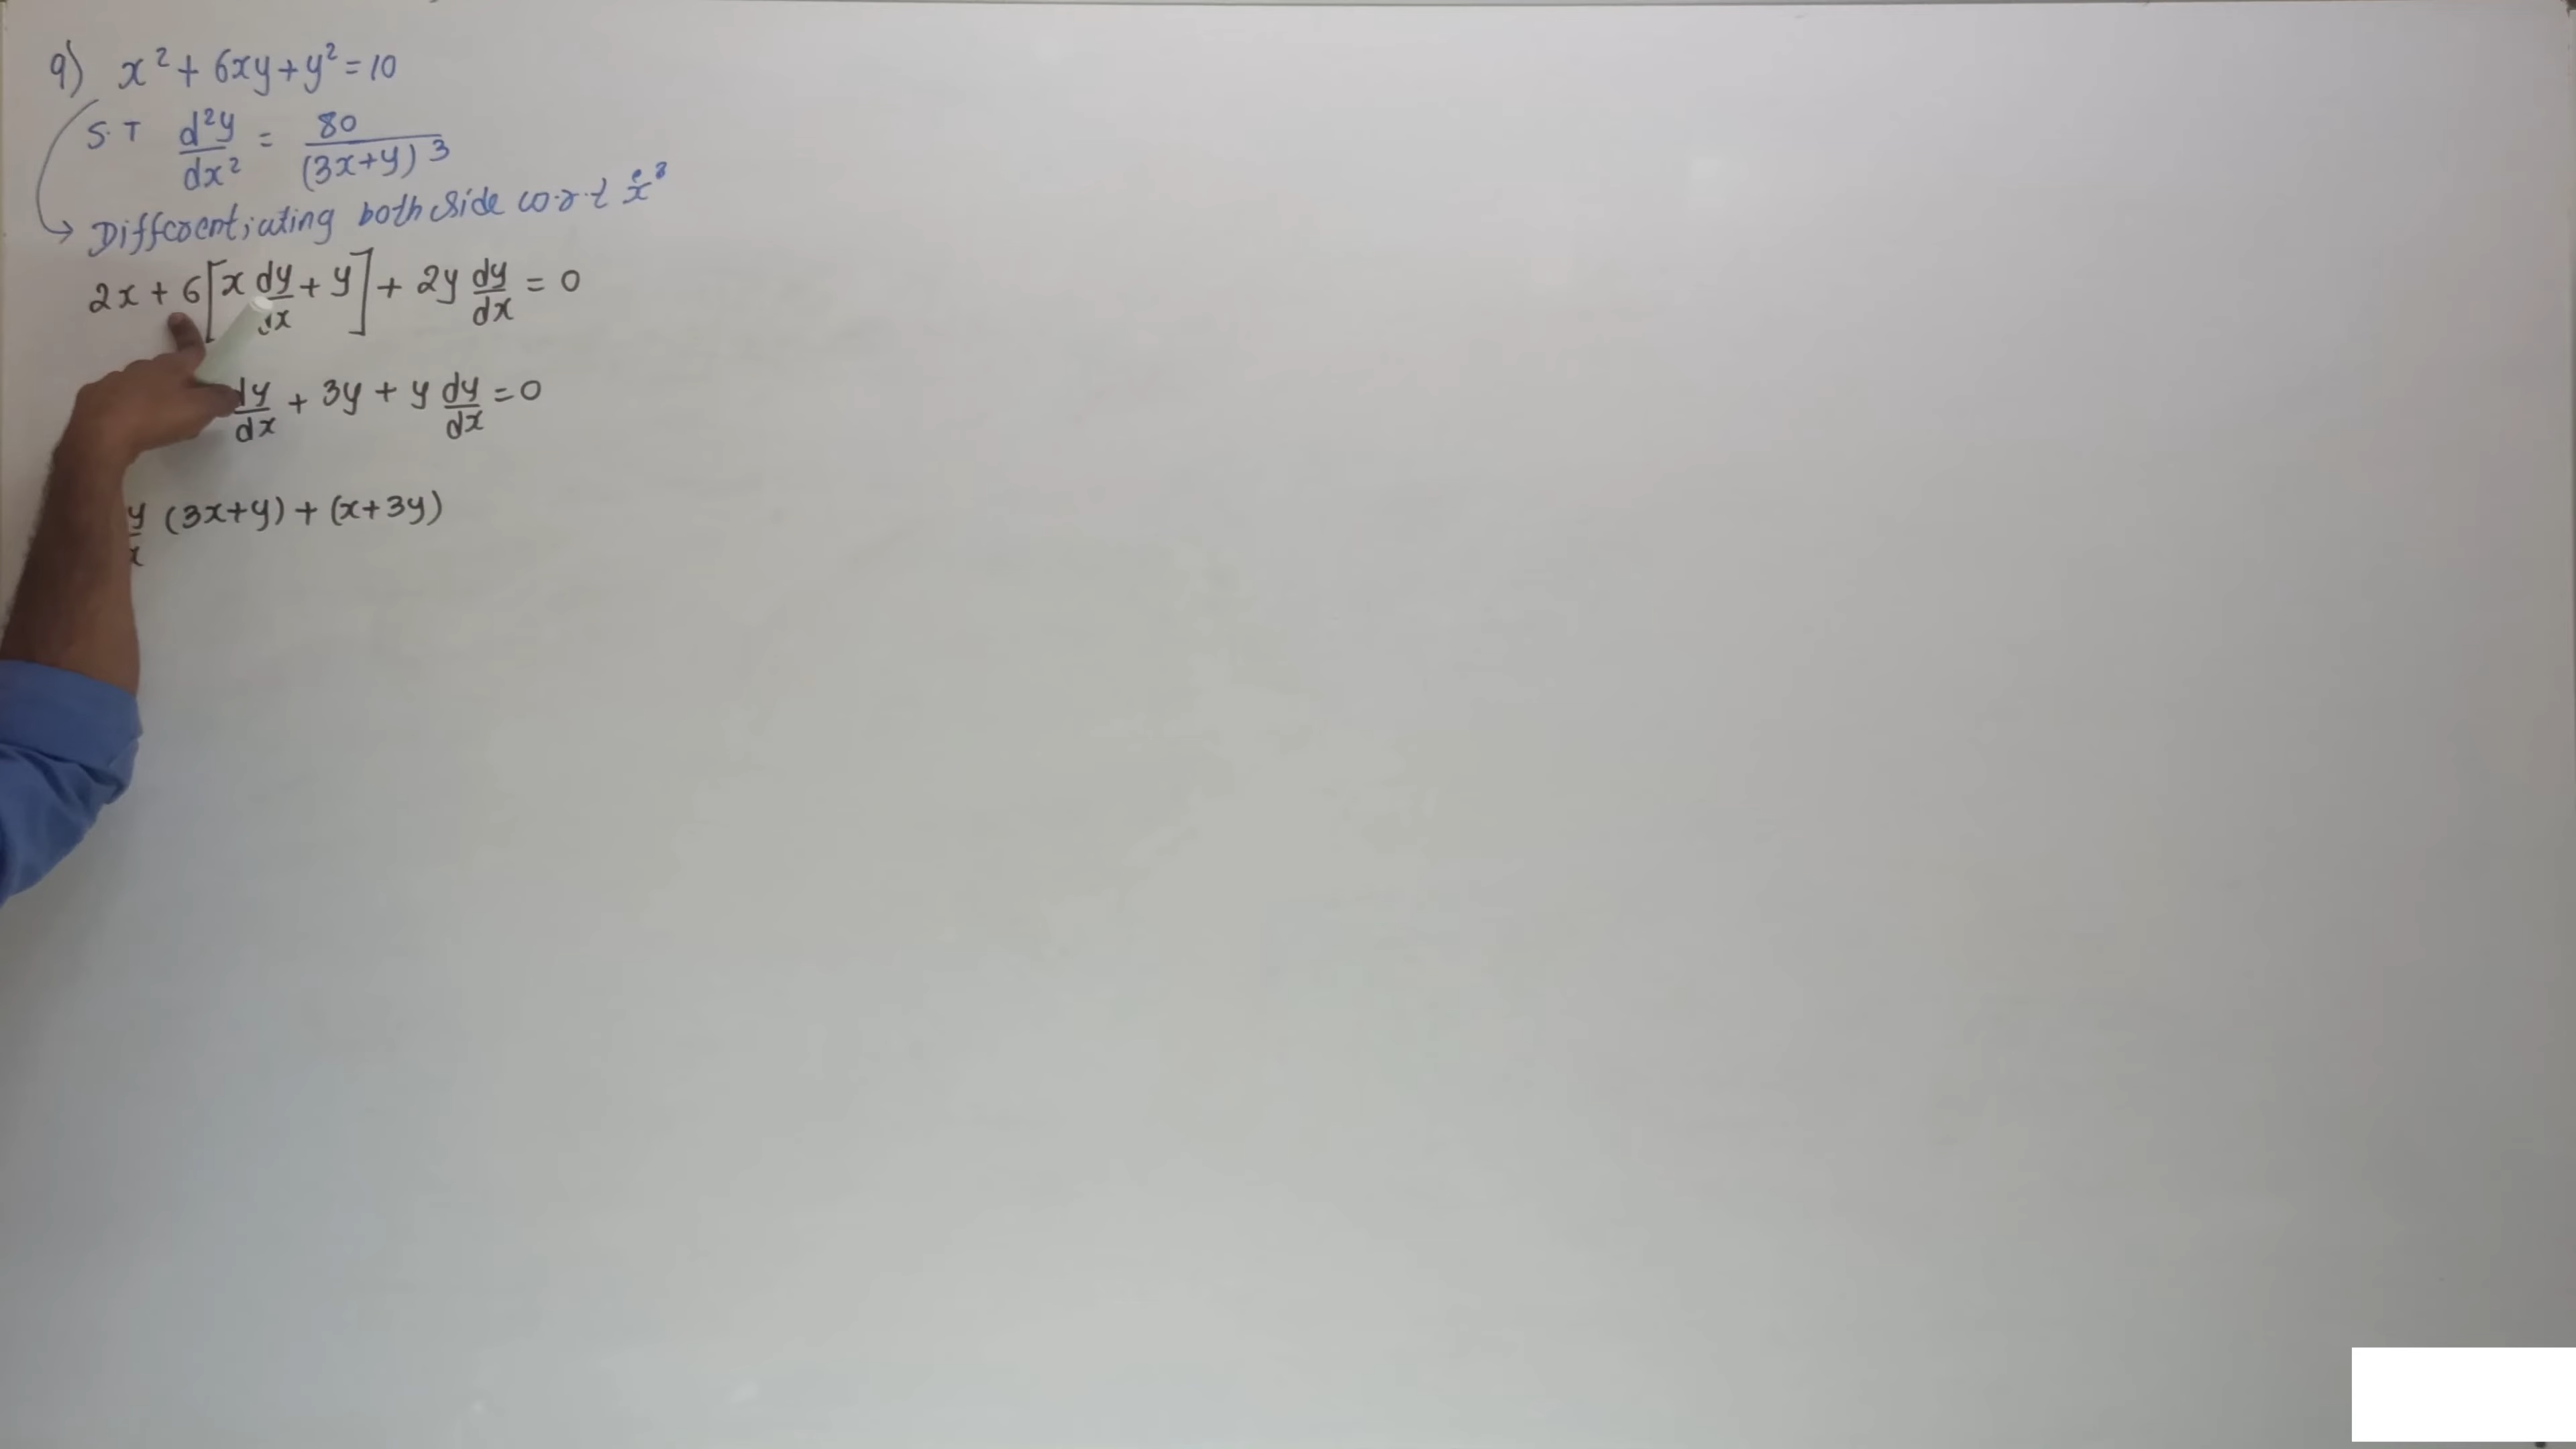 9) x² + 6xy + y² = 10
S.T d²y/dx² = 80/(3x+y)³
→ Differentiating both side w.r.t 'x'
2x + 6[x dy/dx + y] + 2y dy/dx = 0
dy/dx + 3y + y dy/dx = 0
(3x+y) + (x+3y)